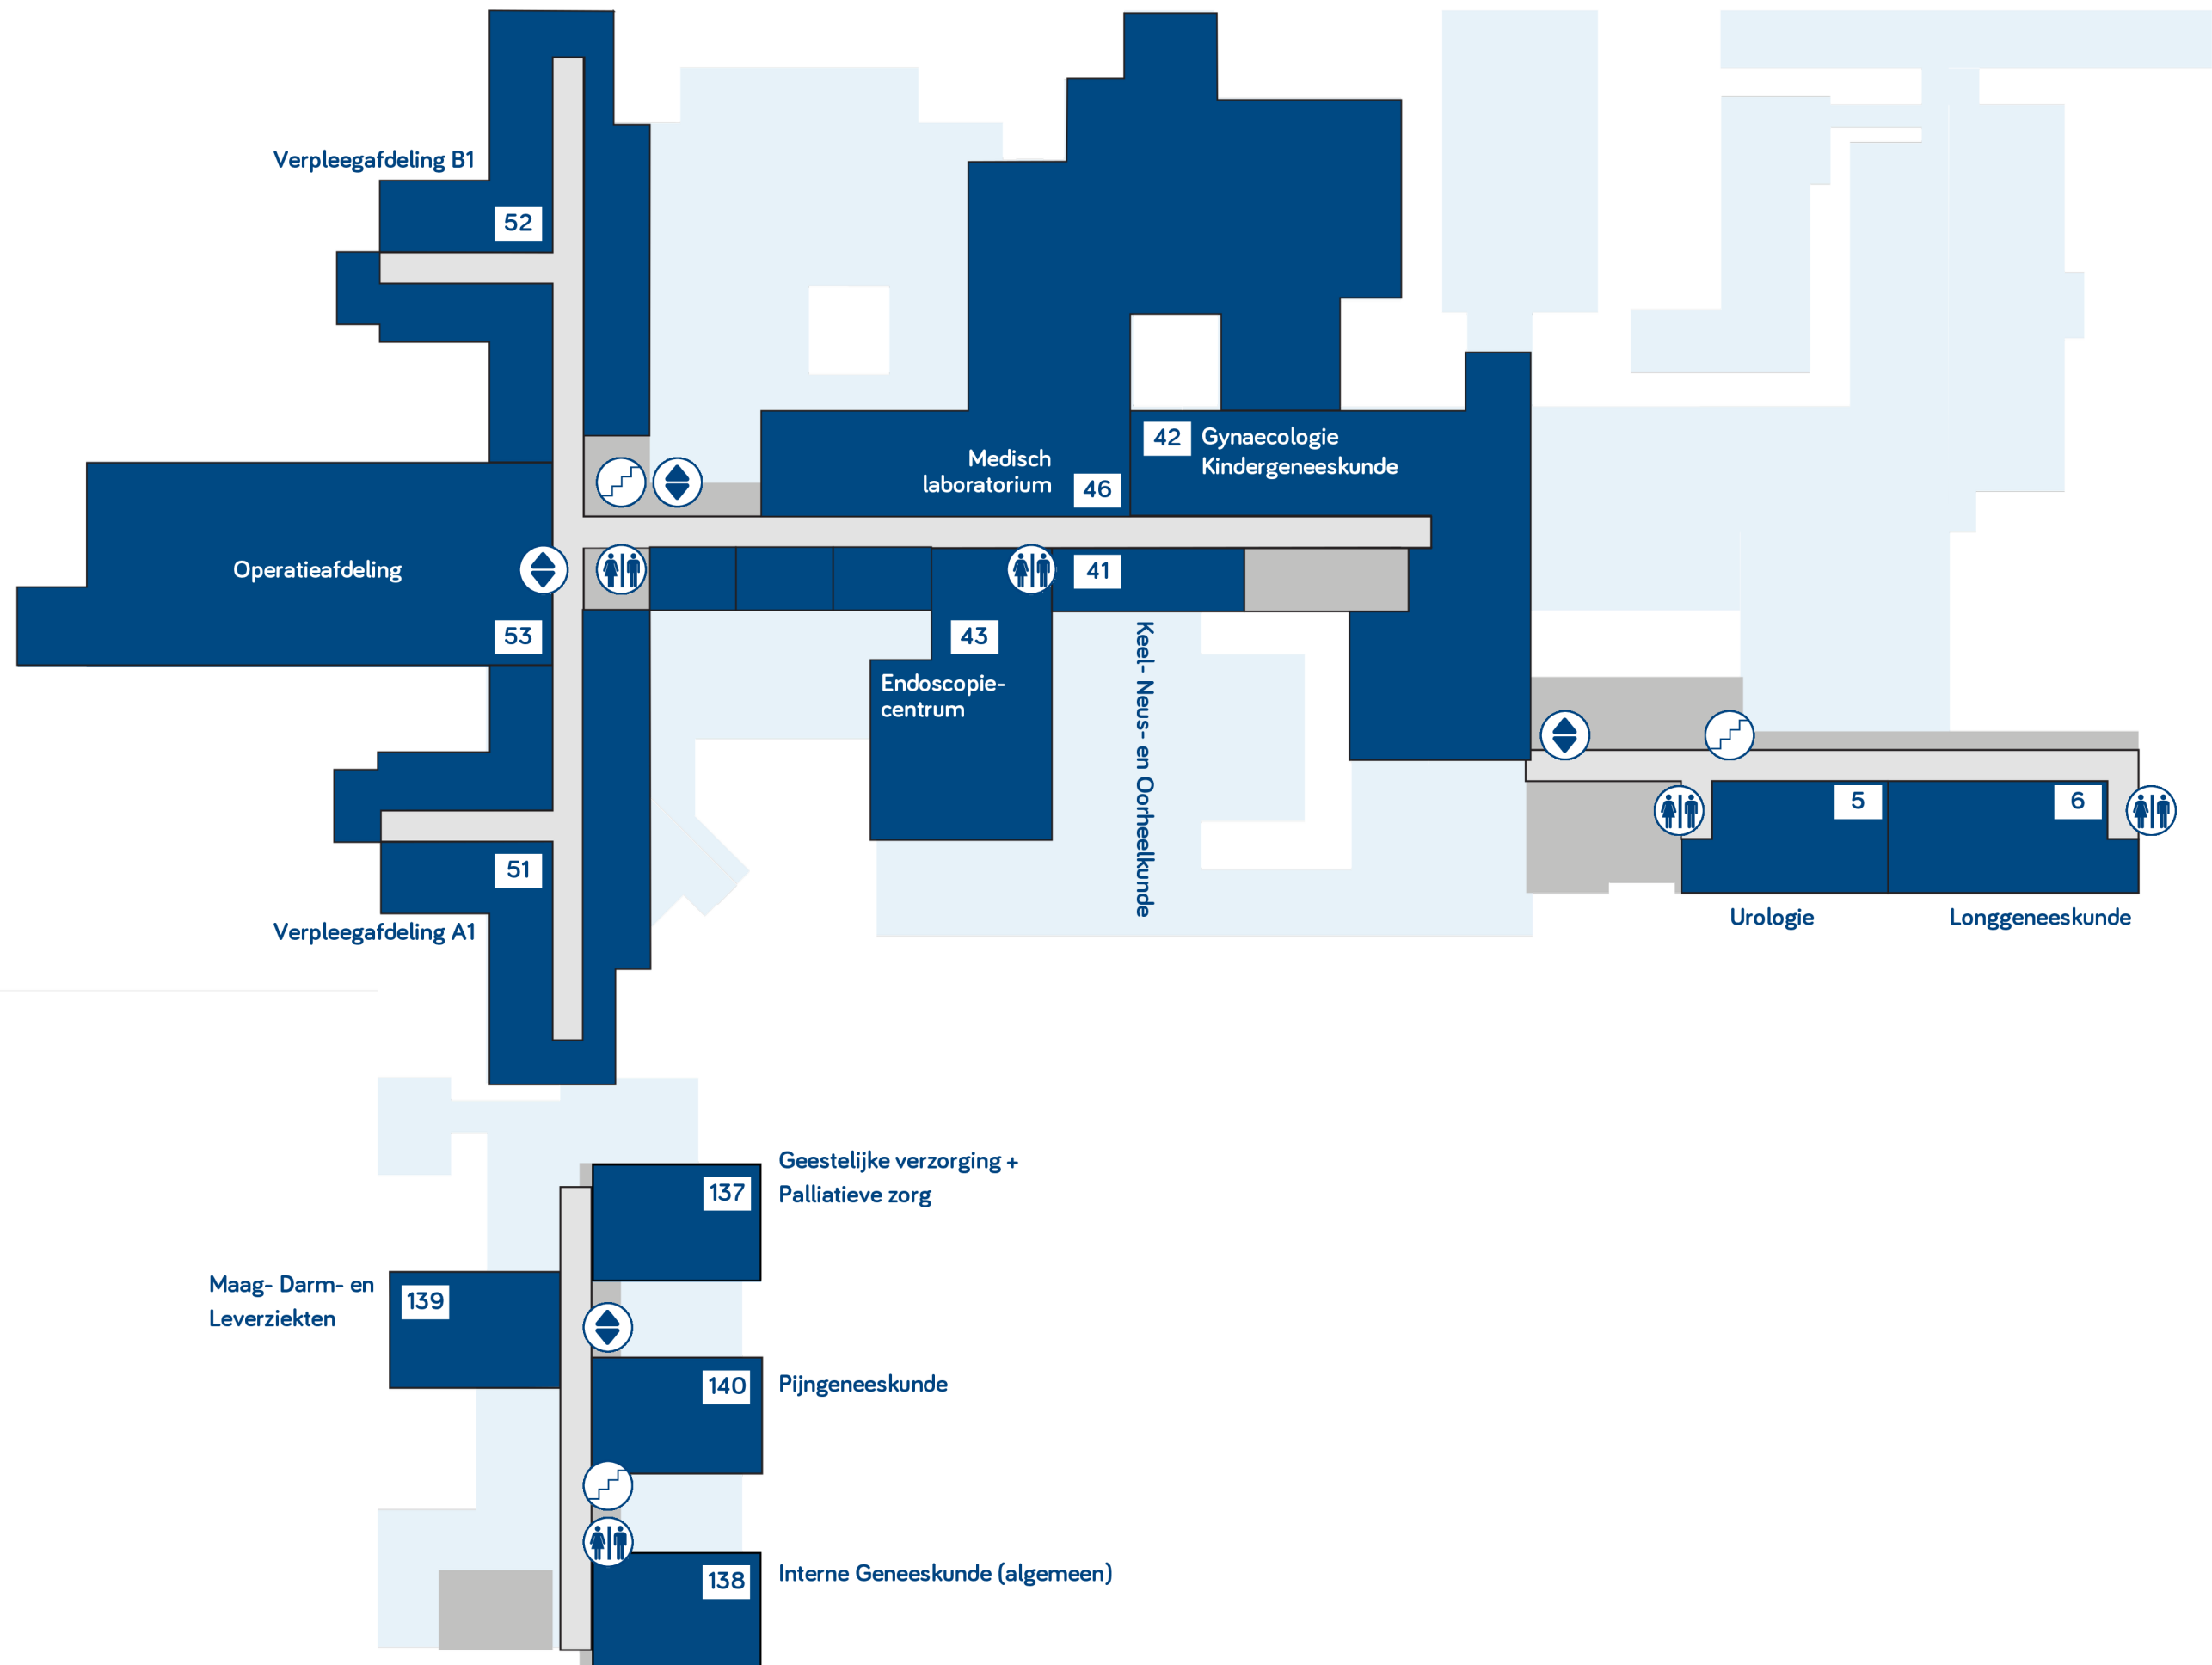 Verpleegafdeling B1
52
42
Gynaecologie
Kindergeneeskunde
Medisch
laboratorium
46
Operatieafdeling
53
41
43
Endoscopie-
centrum
Keel- Neus- en Oorheelkunde
5
6
Urologie
Longgeneeskunde
51
Verpleegafdeling A1
137
Geestelijke verzorging +
Palliatieve zorg
Maag- Darm- en
Leverziekten
139
140
Pijngeneeskunde
138
Interne Geneeskunde (algemeen)